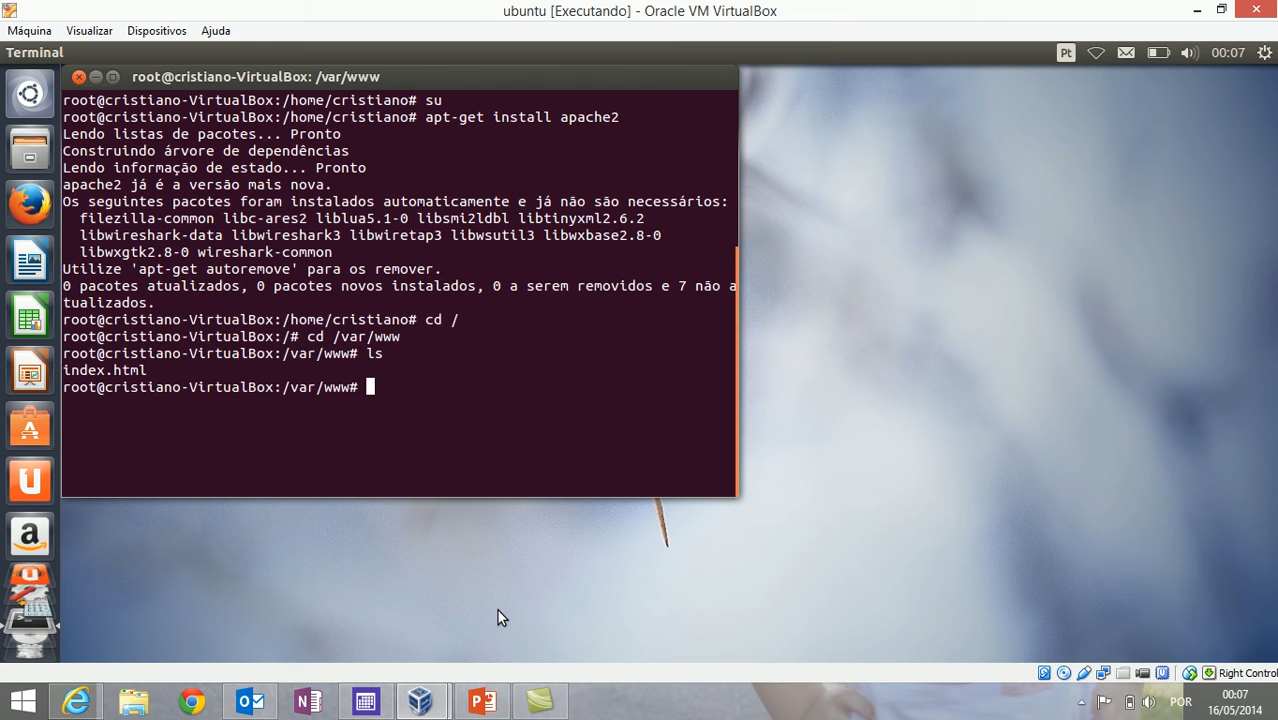 ubuntu [Executando] - Oracle VM VirtualBox
Máquina Visualizar Dispositivos Ajuda
Terminal Pt 00:07
root@cristiano-VirtualBox: /var/www
root@cristiano-VirtualBox:/home/cristiano# su
root@cristiano-VirtualBox:/home/cristiano# apt-get install apache2
Lendo listas de pacotes... Pronto
Construindo árvore de dependências
Lendo informação de estado... Pronto
apache2 já é a versão mais nova.
Os seguintes pacotes foram instalados automaticamente e já não são necessários:
filezilla-common libc-ares2 liblua5.1-0 libsmi2ldbl libtinyxml2.6.2
libwireshark-data libwireshark3 libwiretap3 libwsutil3 libwxbase2.8-0
libwxgtk2.8-0 wireshark-common
Utilize 'apt-get autoremove' para os remover.
0 pacotes atualizados, 0 pacotes novos instalados, 0 a serem removidos e 7 não a
tualizados.
root@cristiano-VirtualBox:/home/cristiano# cd /
root@cristiano-VirtualBox:/# cd /var/www
root@cristiano-VirtualBox:/var/www# ls
index.html
root@cristiano-VirtualBox:/var/www#
Right Control
POR
00:07
16/05/2014